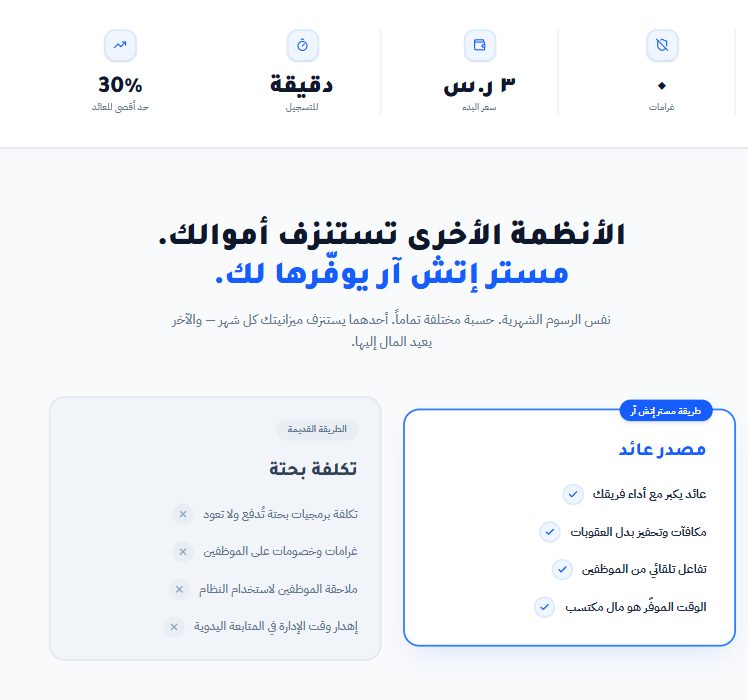 ٠
غرامات
٣ ر.س
سعر البدء
دقيقة
للتسجيل
30%
حد أقصى للعائد
الأنظمة الأخرى تستنزف أموالك.
مستر إتش آر يوفّرها لك.
نفس الرسوم الشهرية. حسبة مختلفة تماماً. أحدهما يستنزف ميزانيتك كل شهر — والآخر
يعيد المال إليها.
طريقة مستر إتش آر
مصدر عائد
عائد يكبر مع أداء فريقك
مكافآت وتحفيز بدل العقوبات
تفاعل تلقائي من الموظفين
الوقت الموفّر هو مال مكتسب
الطريقة القديمة
تكلفة بحتة
تكلفة برمجيات بحتة تُدفع ولا تعود
غرامات وخصومات على الموظفين
ملاحقة الموظفين لاستخدام النظام
إهدار وقت الإدارة في المتابعة اليدوية